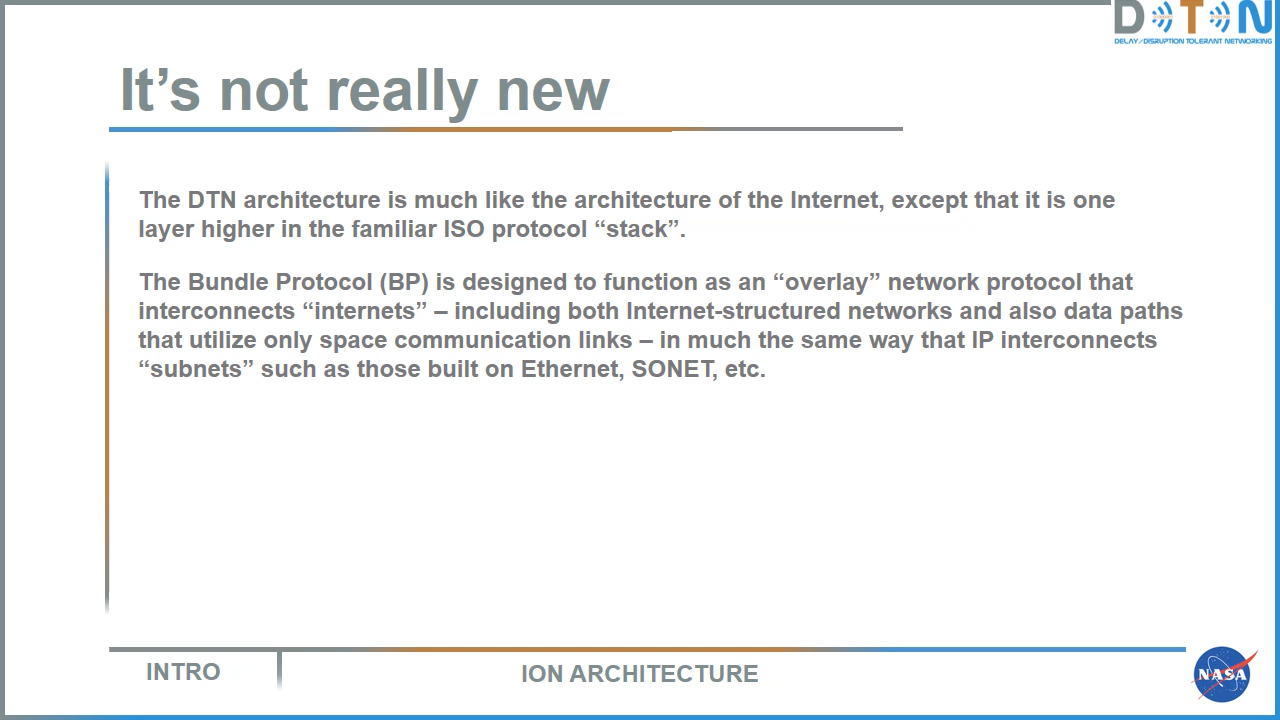 D T N
DELAY/DISRUPTION TOLERANT NETWORKING
It’s not really new
The DTN architecture is much like the architecture of the Internet, except that it is one
layer higher in the familiar ISO protocol “stack”.
The Bundle Protocol (BP) is designed to function as an “overlay” network protocol that
interconnects “internets” – including both Internet-structured networks and also data paths
that utilize only space communication links – in much the same way that IP interconnects
“subnets” such as those built on Ethernet, SONET, etc.
INTRO
ION ARCHITECTURE
NASA